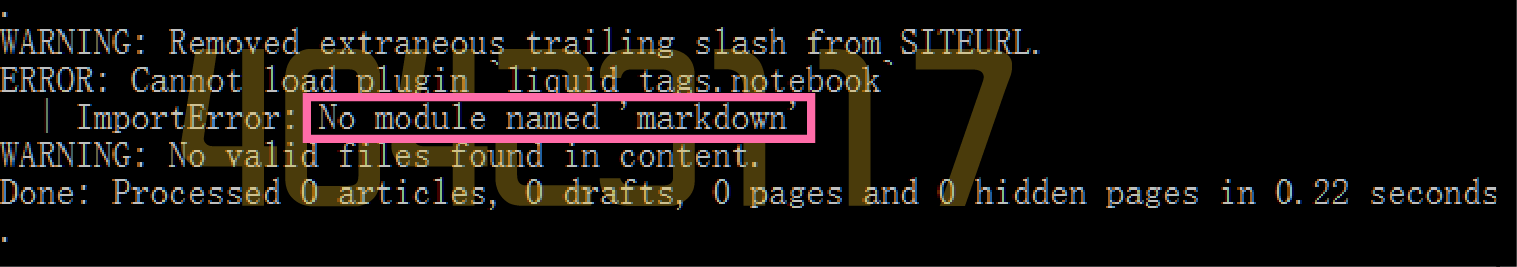 .
WARNING: Removed extraneous trailing slash from SITEURL.
ERROR: Cannot load plugin `liquid_tags.notebook`
| ImportError: No module named 'markdown'
WARNING: No valid files found in content.
Done: Processed 0 articles, 0 drafts, 0 pages and 0 hidden pages in 0.22 seconds
.